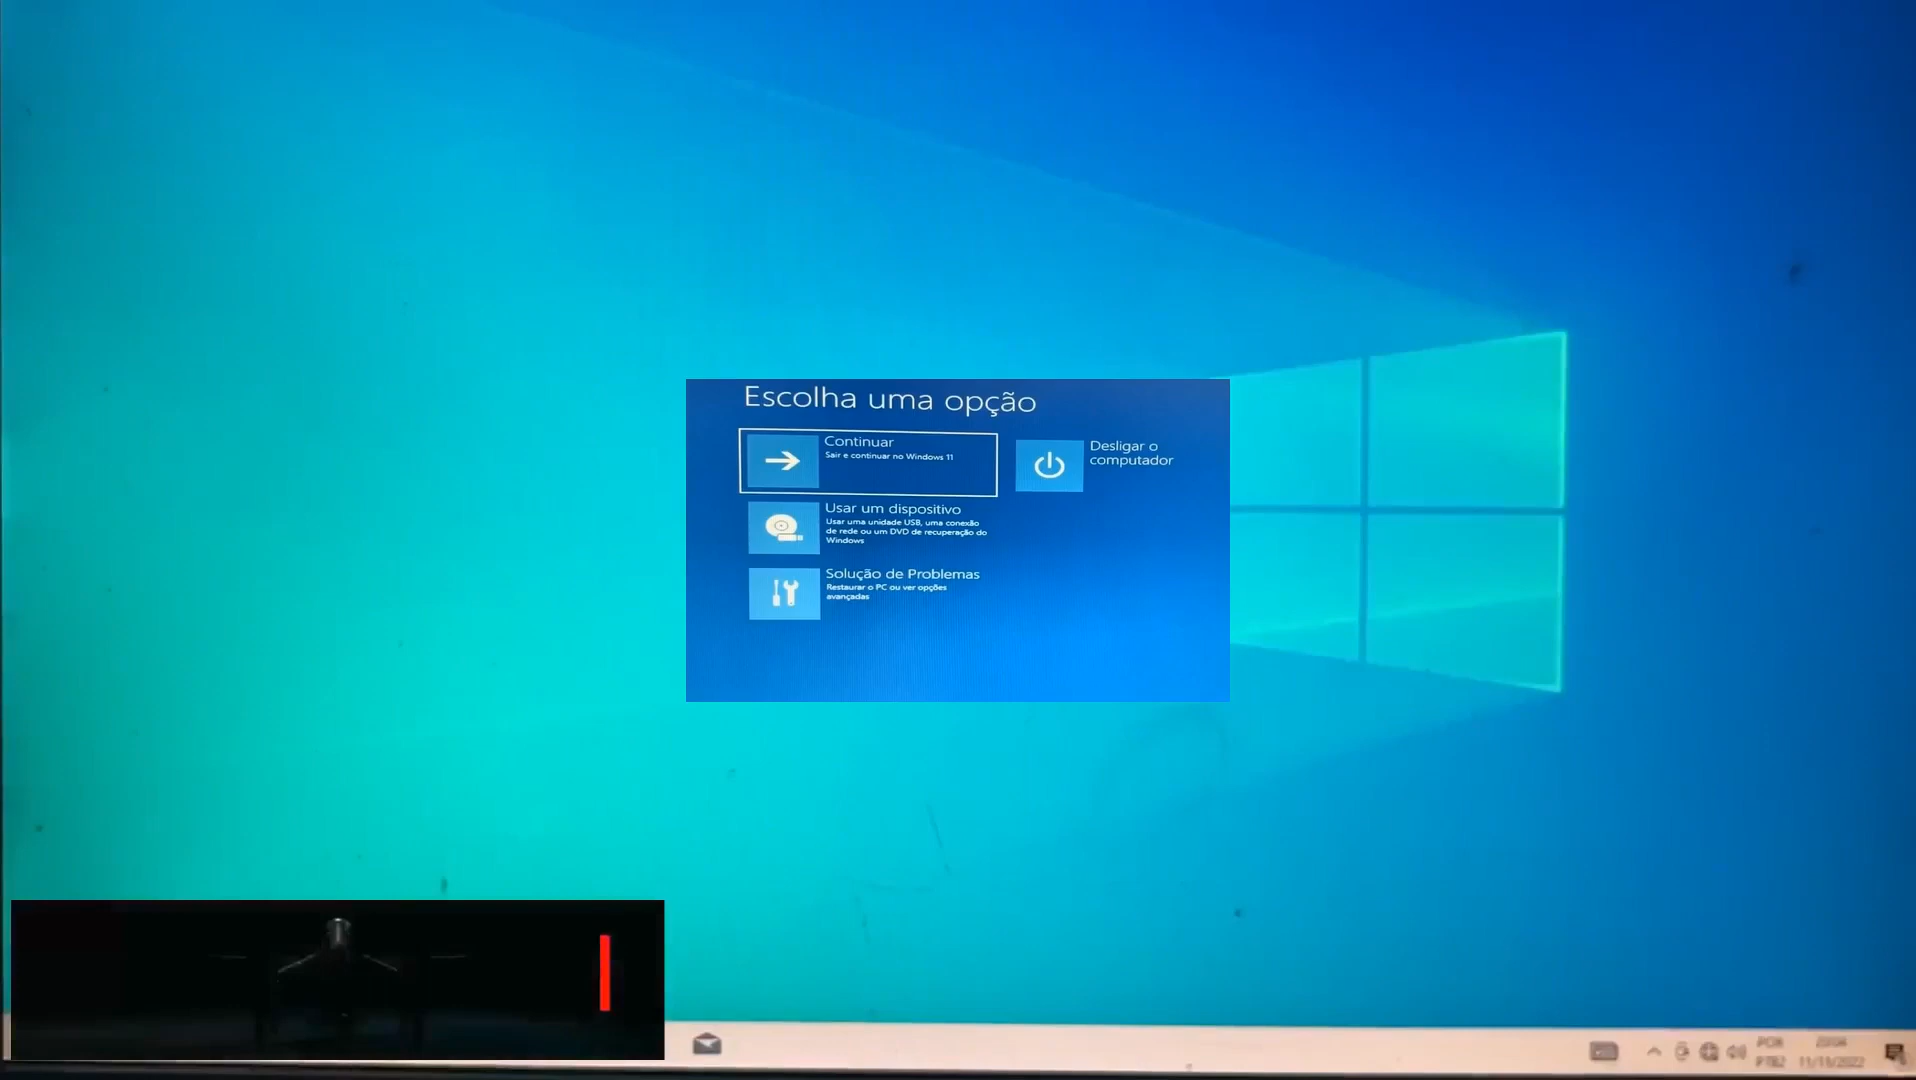 Escolha uma opção
Continuar
Sair e continuar no Windows 11
Desligar o
computador
Usar um dispositivo
Usar uma unidade USB, uma conexão
de rede ou um DVD de recuperação do
Windows
Solução de Problemas
Restaurar o PC ou ver opções
avançadas
POR
PTB2
11/11/2022